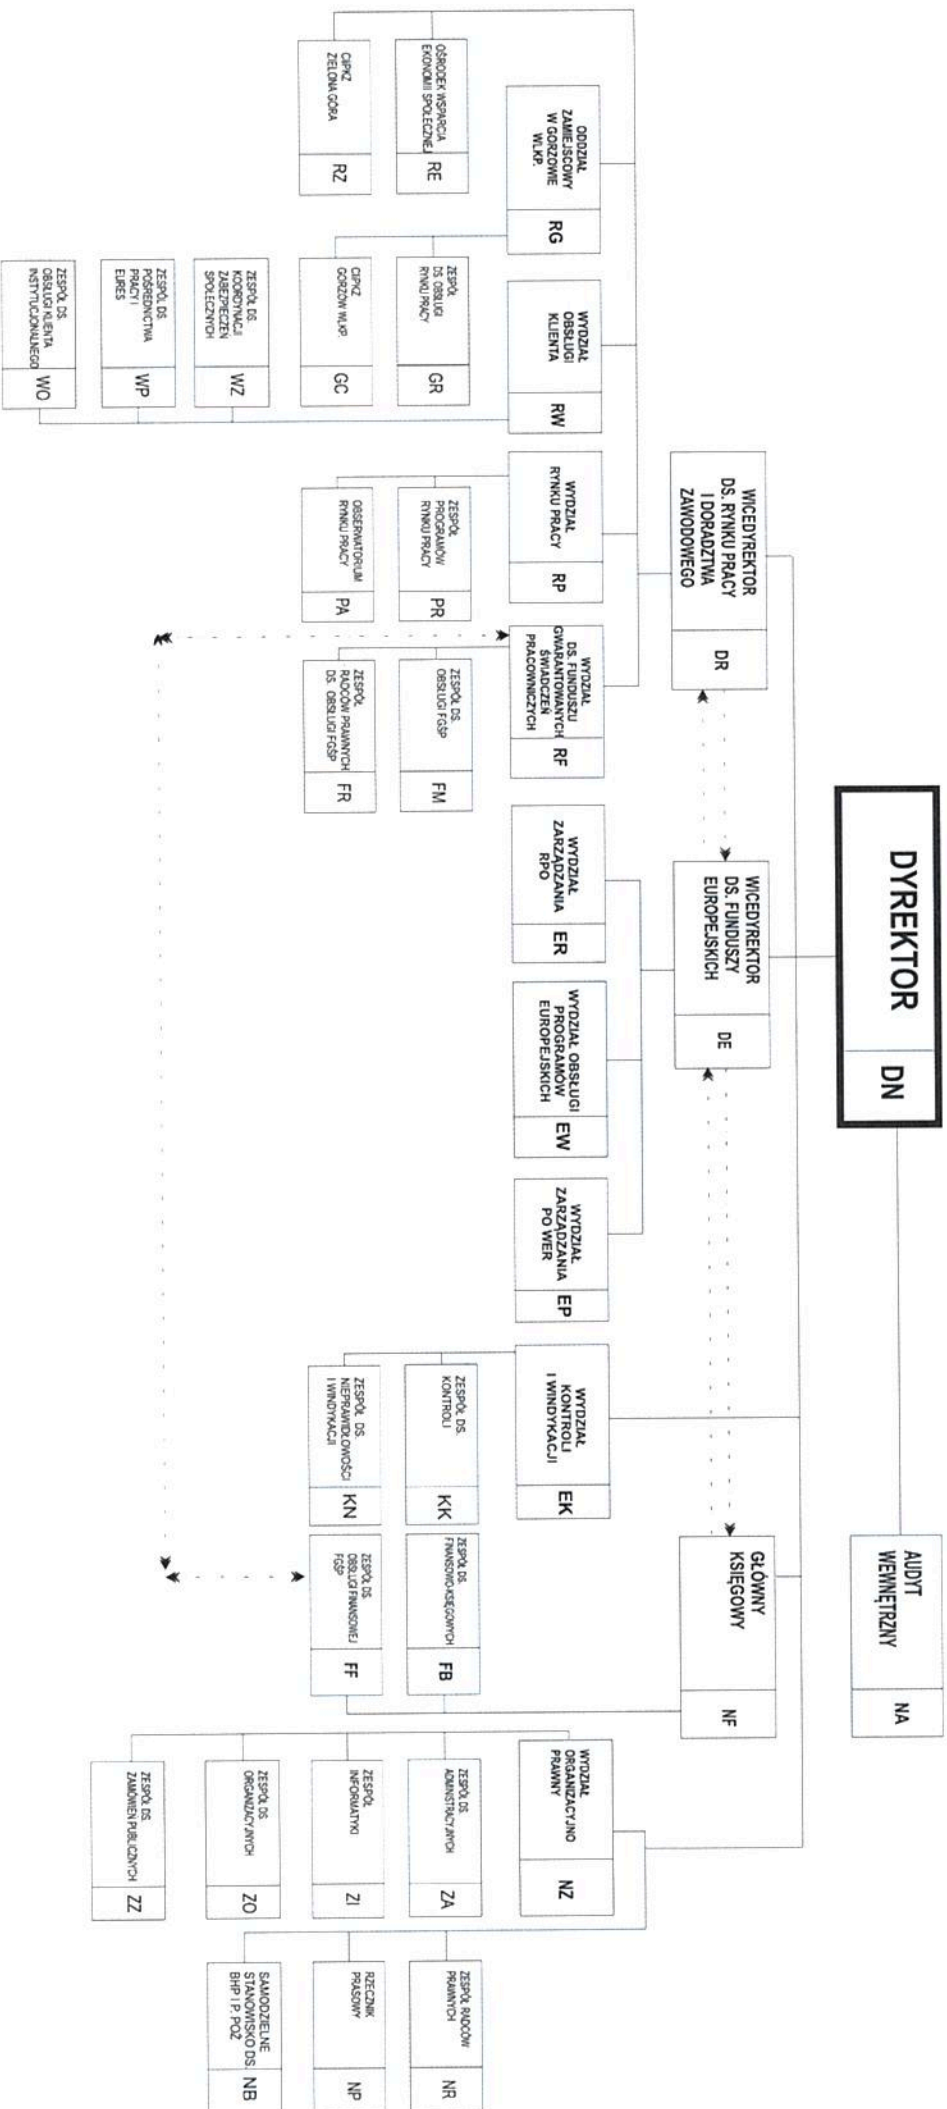 DYREKTOR
DN
AUDYT
WEWNĘTRZNY
NA
WICEDYREKTOR
DS. RYNKU PRACY
I DORADZTWA
ZAWODOWEGO
DR
WICEDYREKTOR
DS. FUNDUSZY
EUROPEJSKICH
DE
GŁÓWNY
KSIĘGOWY
NF
ODDZIAŁ
ZAMIEJSCOWY
W GORZOWIE
WLKP.
RG
WYDZIAŁ
OBSŁUGI
KLIENTA
RW
WYDZIAŁ
RYNKU PRACY
RP
WYDZIAŁ
DS. FUNDUSZU
GWARANTOWANYCH
ŚWIADCZEŃ
PRACOWNICZYCH
RF
WYDZIAŁ
ZARZĄDZANIA
RPO
ER
WYDZIAŁ OBSŁUGI
PROGRAMÓW
EUROPEJSKICH
EW
WYDZIAŁ
ZARZĄDZANIA
PO WER
EP
WYDZIAŁ
KONTROLI
I WINDYKACJI
EK
WYDZIAŁ
ORGANIZACYJNO
PRAWNY
NZ
OŚRODEK WSPARCIA
EKONOMII SPOŁECZNEJ
RE
ZESPÓŁ
DS OBSŁUGI
RYNKU PRACY
GR
ZESPÓŁ
PROGRAMÓW
RYNKU PRACY
PR
ZESPÓŁ DS.
OBSŁUGI FGŚP
FM
ZESPÓŁ DS.
KONTROLI
KK
ZESPÓŁ DS.
FINANSOWO-KSIĘGOWYCH
FB
ZESPÓŁ DS.
ADMINISTRACYJNYCH
ZA
ZESPÓŁ RADCÓW
PRAWNYCH
NR
CIiPKZ
ZIELONA GÓRA
RZ
CIiPKZ
GORZÓW WLKP.
GC
OBSERWATORIUM
RYNKU PRACY
PA
ZESPÓŁ
RADCÓW PRAWNYCH
DS. OBSŁUGI FGŚP
FR
ZESPÓŁ DS.
NIEPRAWIDŁOWOŚCI
I WINDYKACJI
KN
ZESPÓŁ DS.
OBSŁUGI FINANSOWEJ
FGŚP
FF
ZESPÓŁ
INFORMATYKI
ZI
RZECZNIK
PRASOWY
NP
ZESPÓŁ DS.
KOORDYNACJI
ZABEZPIECZEŃ
SPOŁECZNYCH
WZ
ZESPÓŁ DS.
ORGANIZACYJNYCH
ZO
SAMODZIELNE
STANOWISKO DS.
BHP I P. POŻ
NB
ZESPÓŁ DS.
POŚREDNICTWA
PRACY I
EURES
WP
ZESPÓŁ DS.
ZAMÓWIEŃ PUBLICZNYCH
ZZ
ZESPÓŁ DS.
OBSŁUGI KLIENTA
INSTYTUCJONALNEGO
WO